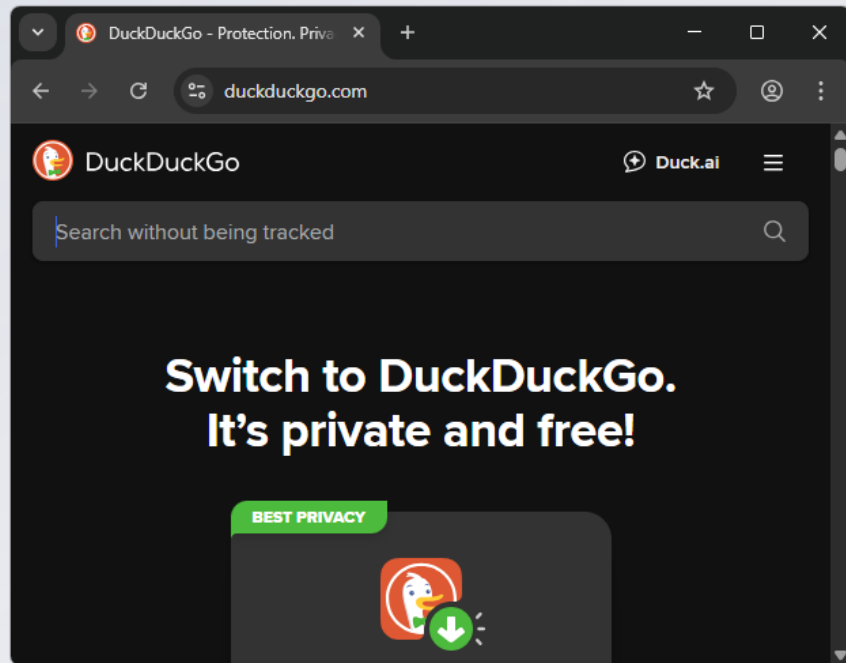 DuckDuckGo - Protection. Priva
duckduckgo.com
DuckDuckGo
Duck.ai
Search without being tracked
Switch to DuckDuckGo.
It’s private and free!
BEST PRIVACY